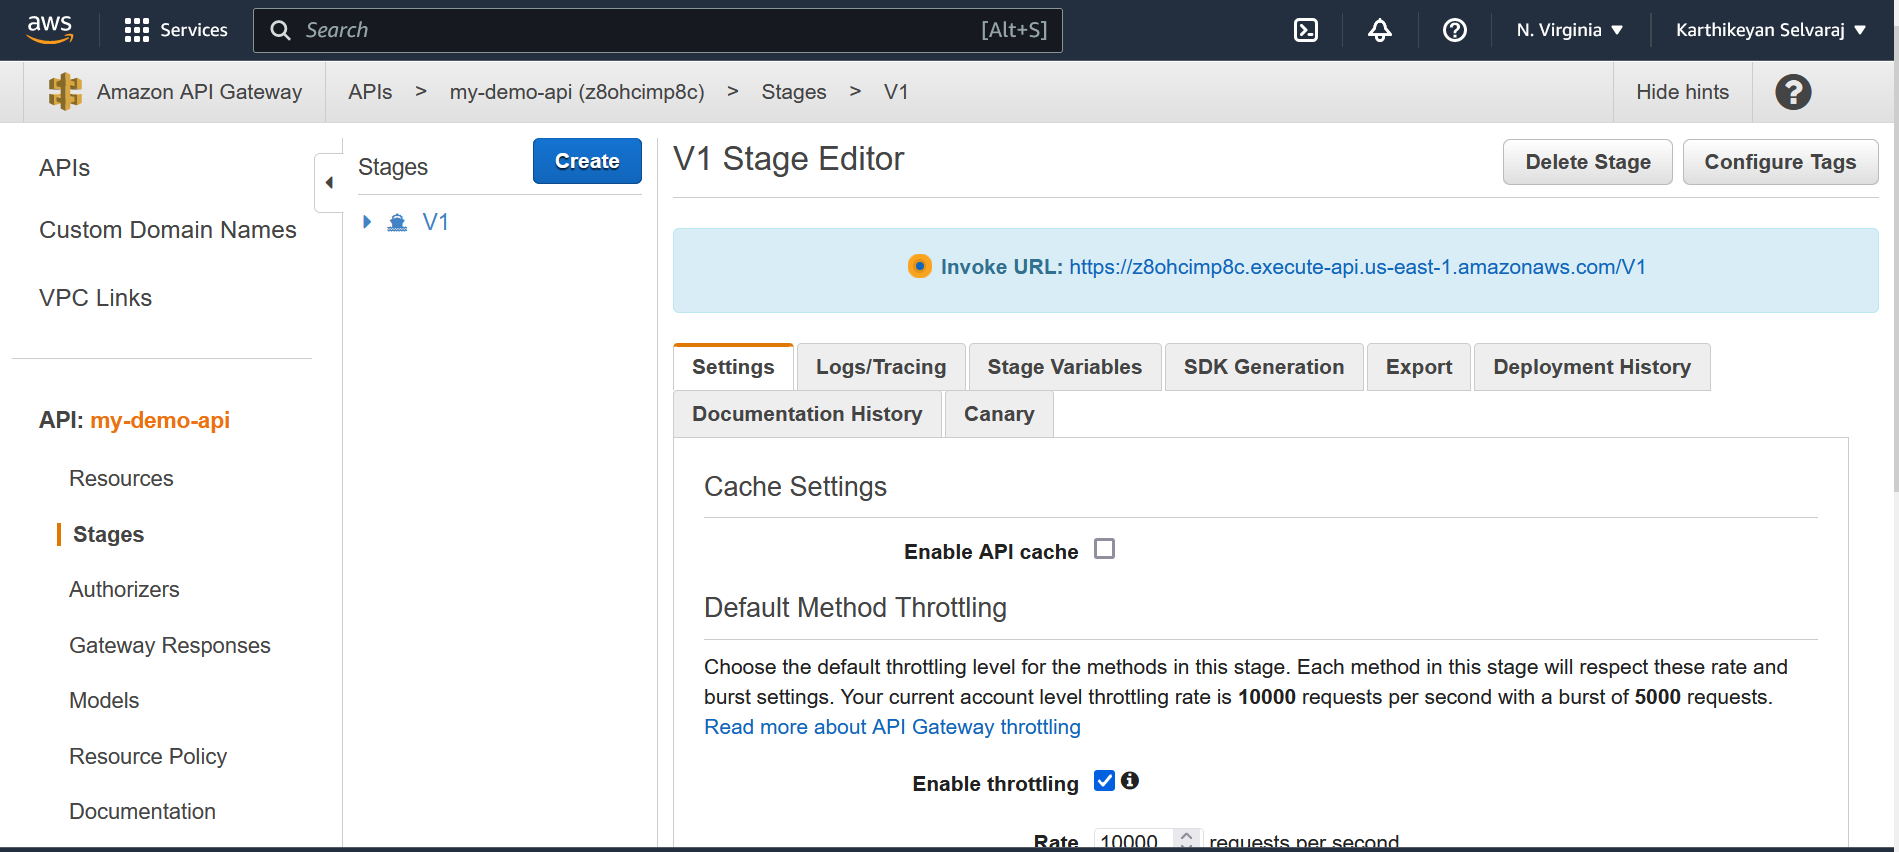 aws Services Search [Alt+S] N. Virginia Karthikeyan Selvaraj
Amazon API Gateway APIs > my-demo-api (z8ohcimp8c) > Stages > V1 Hide hints
APIs
Custom Domain Names
VPC Links
API: my-demo-api
Resources
Stages
Authorizers
Gateway Responses
Models
Resource Policy
Documentation
Stages Create
V1
V1 Stage Editor Delete Stage Configure Tags
Invoke URL: https://z8ohcimp8c.execute-api.us-east-1.amazonaws.com/V1
Settings Logs/Tracing Stage Variables SDK Generation Export Deployment History
Documentation History Canary
Cache Settings
Enable API cache
Default Method Throttling
Choose the default throttling level for the methods in this stage. Each method in this stage will respect these rate and
burst settings. Your current account level throttling rate is 10000 requests per second with a burst of 5000 requests.
Read more about API Gateway throttling
Enable throttling
Rate 10000 requests per second